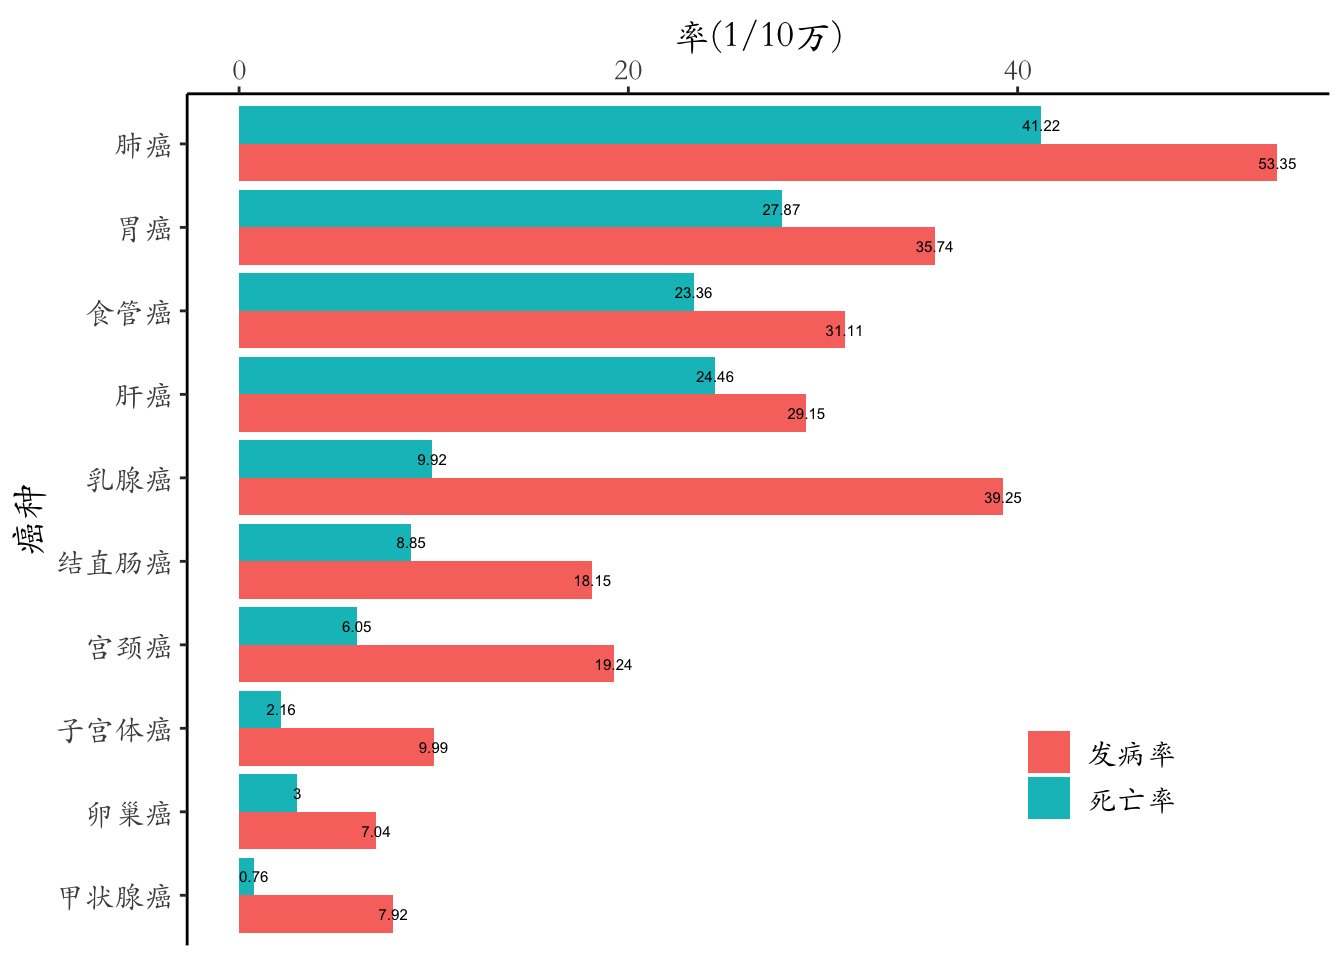 率(1/10万)
0 20 40
肺癌 41.22
53.35
胃癌 27.87
35.74
食管癌 23.36
31.11
肝癌 24.46
29.15
乳腺癌 9.92
39.25
结直肠癌 8.85
18.15
宫颈癌 6.05
19.24
子宫体癌 2.16
9.99
卵巢癌 3
7.04
甲状腺癌 0.76
7.92
癌种
发病率
死亡率